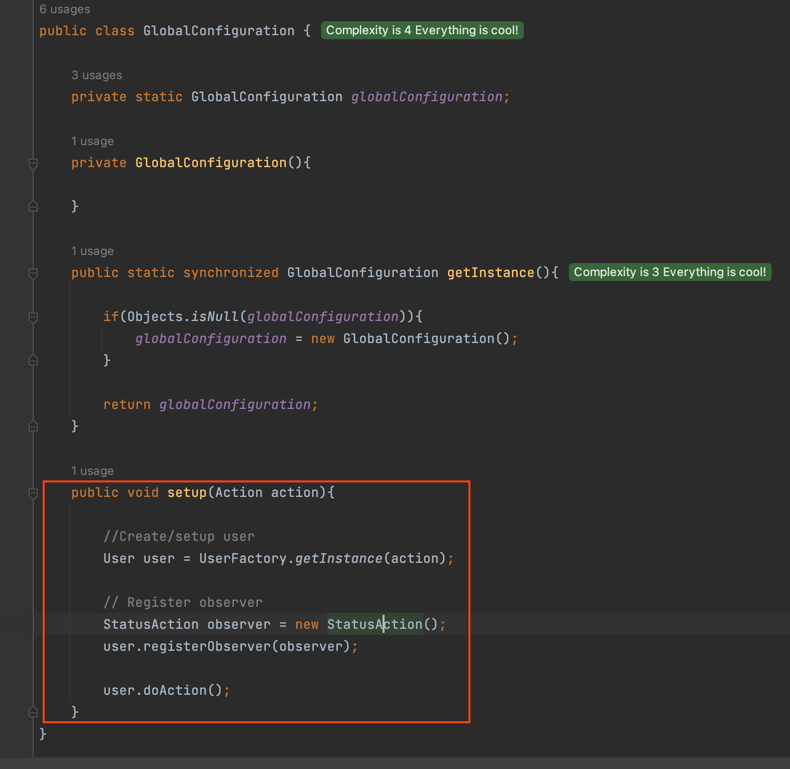 6 usages
public class GlobalConfiguration { Complexity is 4 Everything is cool!
3 usages
private static GlobalConfiguration globalConfiguration;
1 usage
private GlobalConfiguration(){
}
1 usage
public static synchronized GlobalConfiguration getInstance(){ Complexity is 3 Everything is cool!
if(Objects.isNull(globalConfiguration)){
globalConfiguration = new GlobalConfiguration();
}
return globalConfiguration;
}
1 usage
public void setup(Action action){
//Create/setup user
User user = UserFactory.getInstance(action);
// Register observer
StatusAction observer = new StatusAction();
user.registerObserver(observer);
user.doAction();
}
}